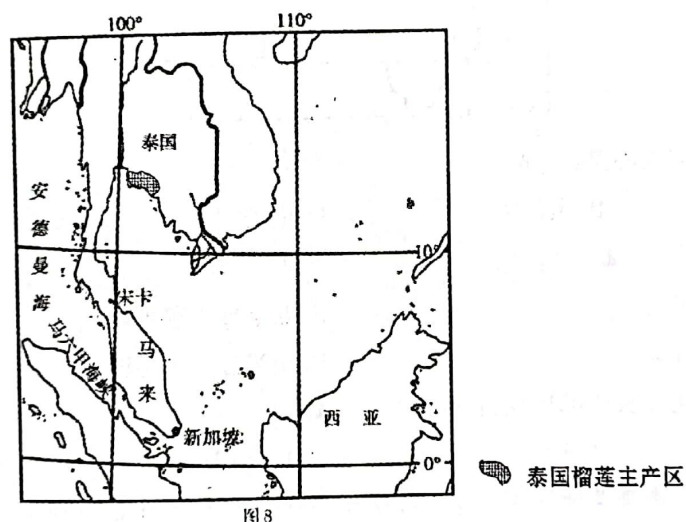 100°
110°
泰国
安德曼海
10°
宋卡
马六甲海峡
马来
西亚
新加坡
0°
泰国榴莲主产区
图8